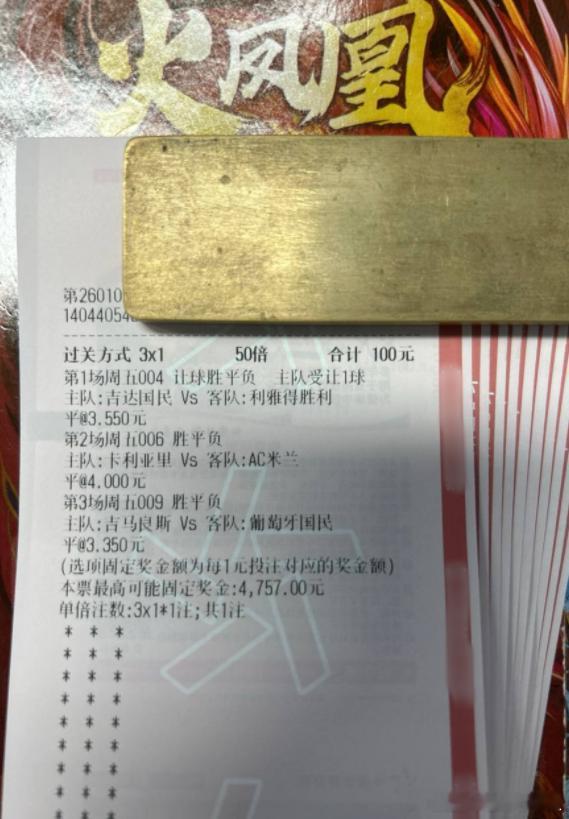 火凤凰
第26010
14044054
过关方式 3x1 50倍 合计 100元
第1场周五004 让球胜平负 主队受让1球
主队:吉达国民 Vs 客队:利雅得胜利
平@3.550元
第2场周五006 胜平负
主队:卡利亚里 Vs 客队:AC米兰
平@4.000元
第3场周五009 胜平负
主队:吉马良斯 Vs 客队:葡萄牙国民
平@3.350元
(选项固定奖金额为每1元投注对应的奖金额)
本票最高可能固定奖金:4,757.00元
单倍注数:3x1*1注;共1注
* * *
* * *
* * *
* * *
* * *
* * *
* * *
* * *
* * *